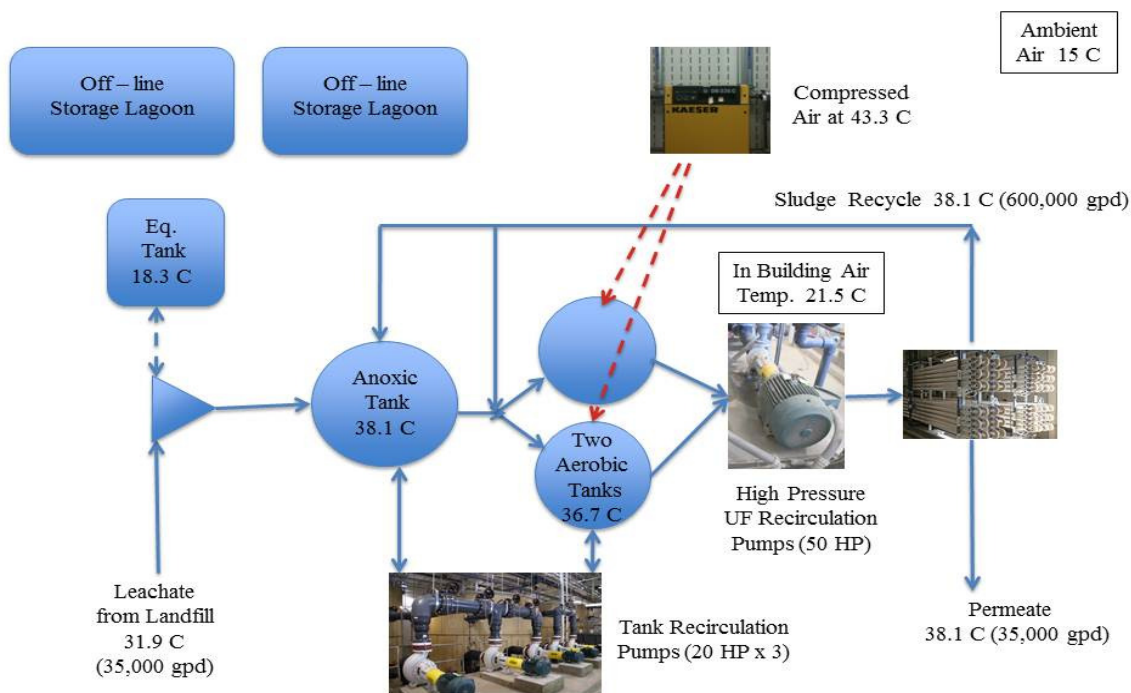 Ambient
Air 15 C
Off – line
Storage Lagoon
Off – line
Storage Lagoon
KAESER
Compressed
Air at 43.3 C
Sludge Recycle 38.1 C (600,000 gpd)
Eq.
Tank
18.3 C
In Building Air
Temp. 21.5 C
Anoxic
Tank
38.1 C
Two
Aerobic
Tanks
36.7 C
High Pressure
UF Recirculation
Pumps (50 HP)
Leachate
from Landfill
31.9 C
(35,000 gpd)
Tank Recirculation
Pumps (20 HP x 3)
Permeate
38.1 C (35,000 gpd)